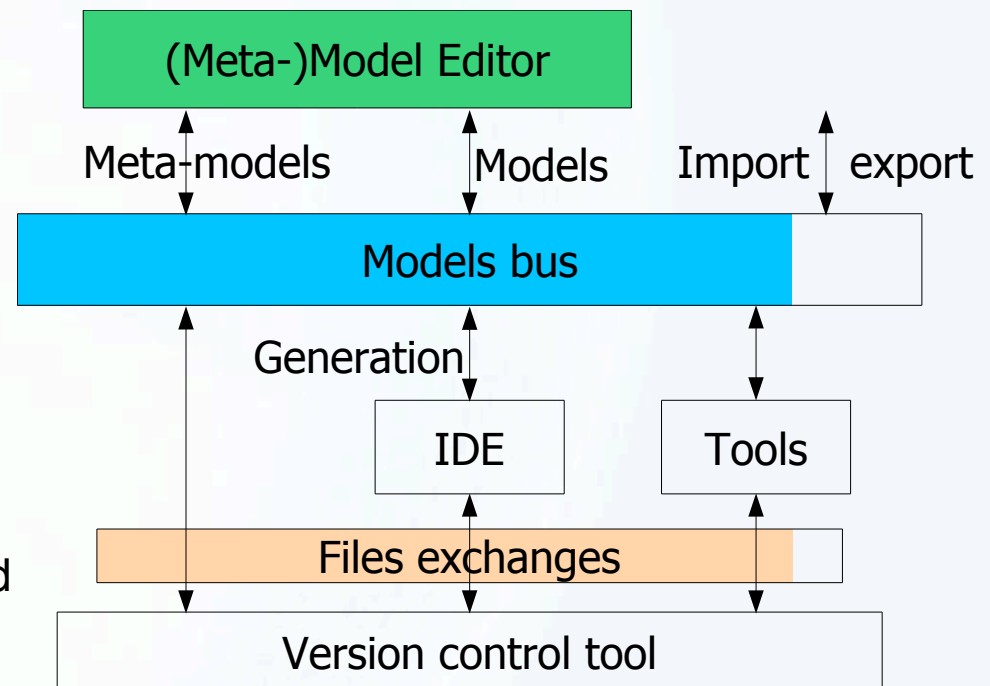 (Meta-)Model Editor
Meta-models
Models
Import
export
Models bus
Generation
IDE
Tools
Files exchanges
d
Version control tool